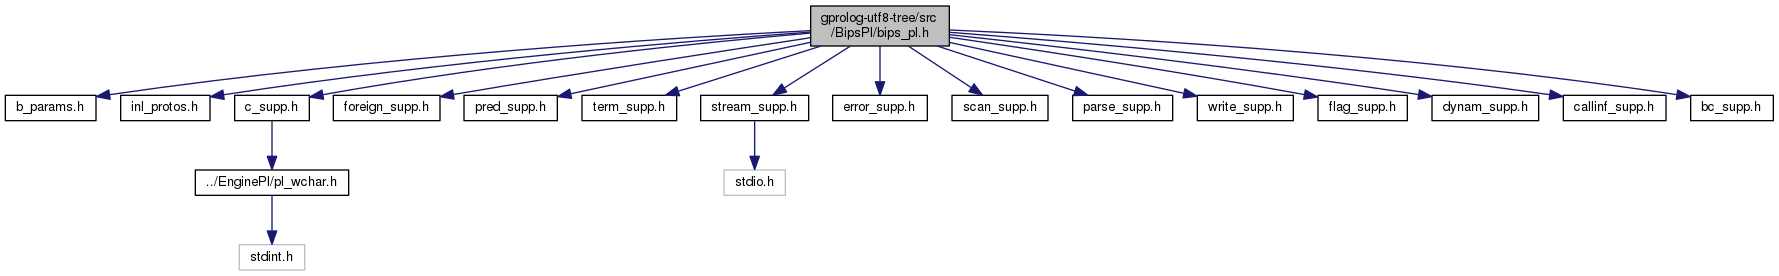 gprolog-utf8-tree/src
/BipsPl/bips_pl.h
b_params.h
inl_protos.h
c_supp.h
foreign_supp.h
pred_supp.h
term_supp.h
stream_supp.h
error_supp.h
scan_supp.h
parse_supp.h
write_supp.h
flag_supp.h
dynam_supp.h
callinf_supp.h
bc_supp.h
../EnginePl/pl_wchar.h
stdio.h
stdint.h